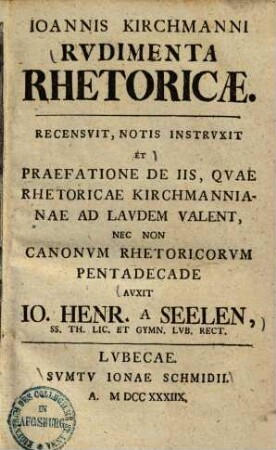 IOANNIS KIRCHMANNI
RVDIMENTA
RHETORICÆ.
RECENSVIT, NOTIS INSTRVXIT
ET
PRAEFATIONE DE IIS, QVAE
RHETORICAE KIRCHMANNIA-
NAE AD LAVDEM VALENT,
NEC NON
CANONVM RHETORICORVM
PENTADECADE
AVXIT
IO. HENR. A SEELEN,
SS. TH. LIC. ET GYMN. LVB. RECT.
LVBECAE.
SVMTV IONAE SCHMIDII.
A. M DCC XXXIIX.
IN
AUGSBURG